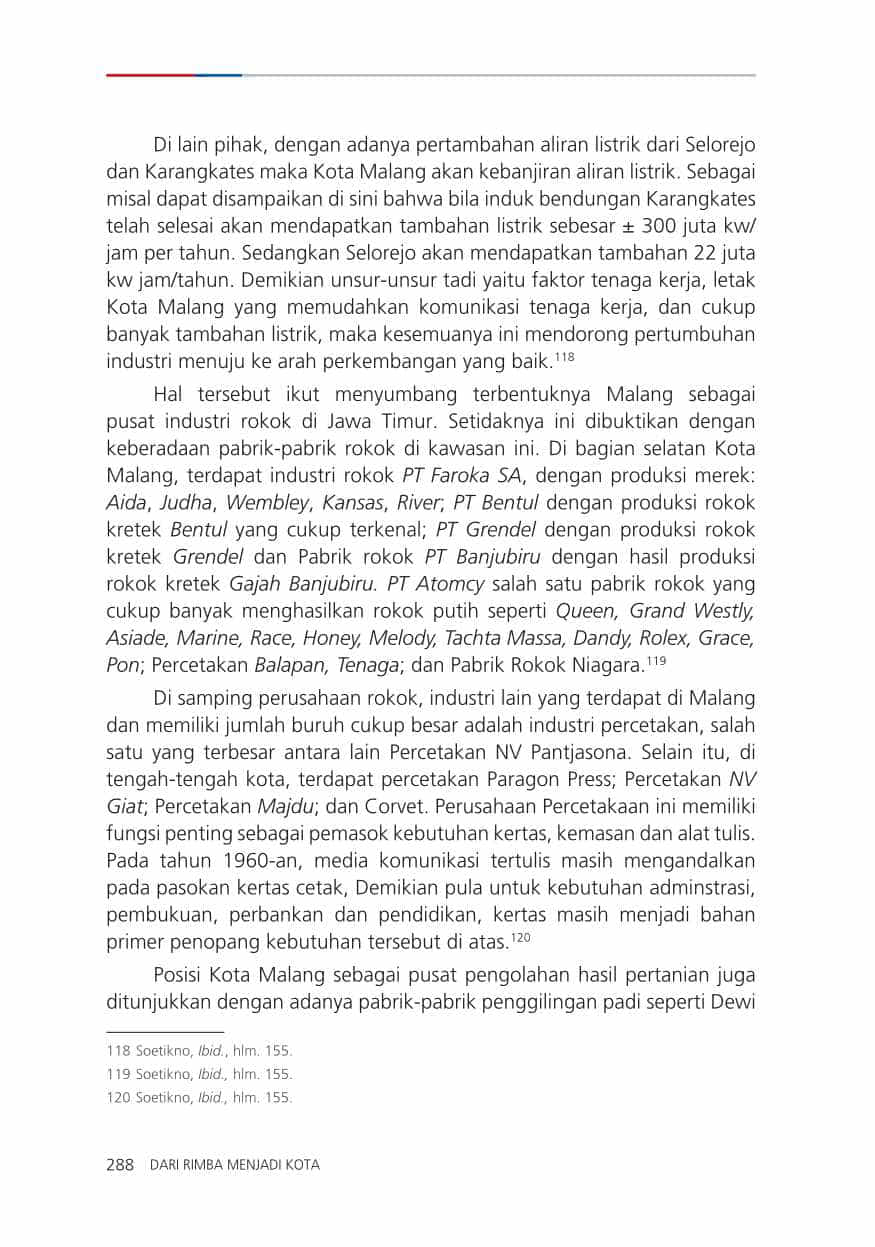 Di lain pihak, dengan adanya pertambahan aliran listrik dari Selorejo
dan Karangkates maka Kota Malang akan kebanjiran aliran listrik. Sebagai
misal dapat disampaikan di sini bahwa bila induk bendungan Karangkates
telah selesai akan mendapatkan tambahan listrik sebesar ± 300 juta kw/
jam per tahun. Sedangkan Selorejo akan mendapatkan tambahan 22 juta
kw jam/tahun. Demikian unsur-unsur tadi yaitu faktor tenaga kerja, letak
Kota Malang yang memudahkan komunikasi tenaga kerja, dan cukup
banyak tambahan listrik, maka kesemuanya ini mendorong pertumbuhan
industri menuju ke arah perkembangan yang baik.118
Hal tersebut ikut menyumbang terbentuknya Malang sebagai
pusat industri rokok di Jawa Timur. Setidaknya ini dibuktikan dengan
keberadaan pabrik-pabrik rokok di kawasan ini. Di bagian selatan Kota
Malang, terdapat industri rokok PT Faroka SA, dengan produksi merek:
Aida, Judha, Wembley, Kansas, River; PT Bentul dengan produksi rokok
kretek Bentul yang cukup terkenal; PT Grendel dengan produksi rokok
kretek Grendel dan Pabrik rokok PT Banjubiru dengan hasil produksi
rokok kretek Gajah Banjubiru. PT Atomcy salah satu pabrik rokok yang
cukup banyak menghasilkan rokok putih seperti Queen, Grand Westly,
Asiade, Marine, Race, Honey, Melody, Tachta Massa, Dandy, Rolex, Grace,
Pon; Percetakan Balapan, Tenaga; dan Pabrik Rokok Niagara.119
Di samping perusahaan rokok, industri lain yang terdapat di Malang
dan memiliki jumlah buruh cukup besar adalah industri percetakan, salah
satu yang terbesar antara lain Percetakan NV Pantjasona. Selain itu, di
tengah-tengah kota, terdapat percetakan Paragon Press; Percetakan NV
Giat; Percetakan Majdu; dan Corvet. Perusahaan Percetakaan ini memiliki
fungsi penting sebagai pemasok kebutuhan kertas, kemasan dan alat tulis.
Pada tahun 1960-an, media komunikasi tertulis masih mengandalkan
pada pasokan kertas cetak, Demikian pula untuk kebutuhan adminstrasi,
pembukuan, perbankan dan pendidikan, kertas masih menjadi bahan
primer penopang kebutuhan tersebut di atas.120
Posisi Kota Malang sebagai pusat pengolahan hasil pertanian juga
ditunjukkan dengan adanya pabrik-pabrik penggilingan padi seperti Dewi
118 Soetikno, Ibid., hlm. 155.
119 Soetikno, Ibid., hlm. 155.
120 Soetikno, Ibid., hlm. 155.
288 DARI RIMBA MENJADI KOTA